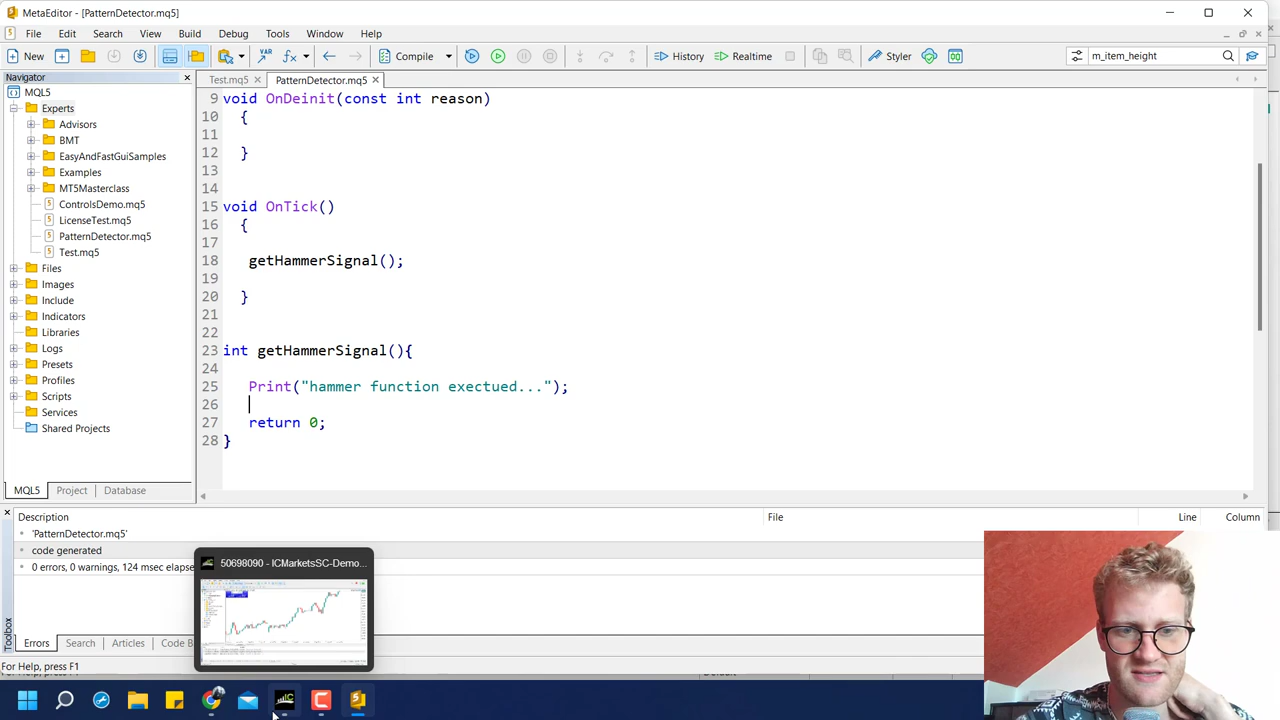 MetaEditor - [PatternDetector.mq5]
File Edit Search View Build Debug Tools Window Help
New Compile History Realtime Styler m_item_height
Navigator
Test.mq5 PatternDetector.mq5
MQL5
Experts
Advisors
BMT
EasyAndFastGuiSamples
Examples
MT5Masterclass
ControlsDemo.mq5
LicenseTest.mq5
PatternDetector.mq5
Test.mq5
Files
Images
Include
Indicators
Libraries
Logs
Presets
Profiles
Scripts
Services
Shared Projects
MQL5 Project Database
9 void OnDeinit(const int reason)
10 {
11
12 }
13
14
15 void OnTick()
16 {
17
18 getHammerSignal();
19
20 }
21
22
23 int getHammerSignal(){
24
25 Print("hammer function exectued...");
26
27 return 0;
28 }
Description File Line Column
'PatternDetector.mq5'
code generated
0 errors, 0 warnings, 124 msec elapse
50698090 - ICMarketsSC-Demo...
Toolbox
Errors Search Articles Code B
For Help, press F1